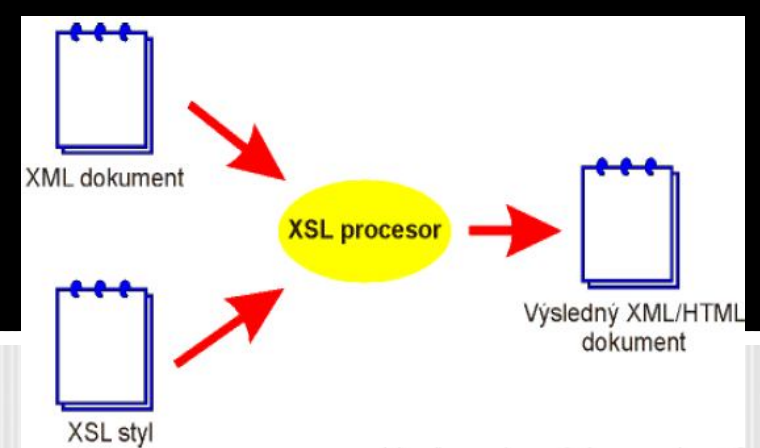 XML dokument
XSL procesor
Výsledný XML/HTML
dokument
XSL styl